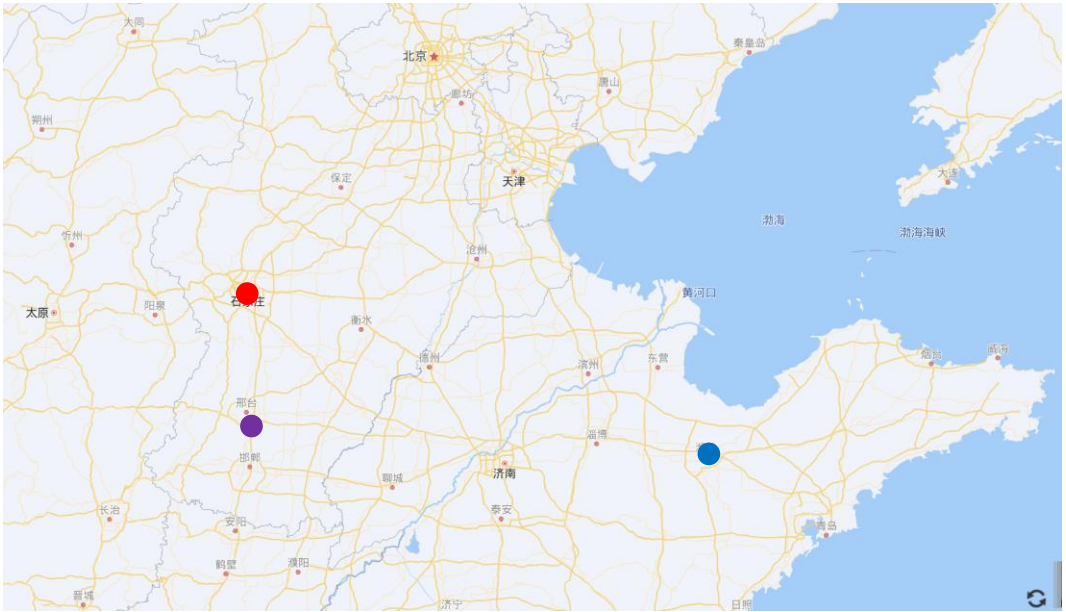 大同
北京
秦皇岛
唐山
廊坊
朔州
天津
保定
大连
渤海
渤海海峡
忻州
沧州
黄河口
石家庄
阳泉
太原
衡水
德州
滨州
东营
烟台
威海
邢台
淄博
邯郸
济南
聊城
长治
泰安
安阳
青岛
鹤壁
濮阳
晋城
济宁
日照